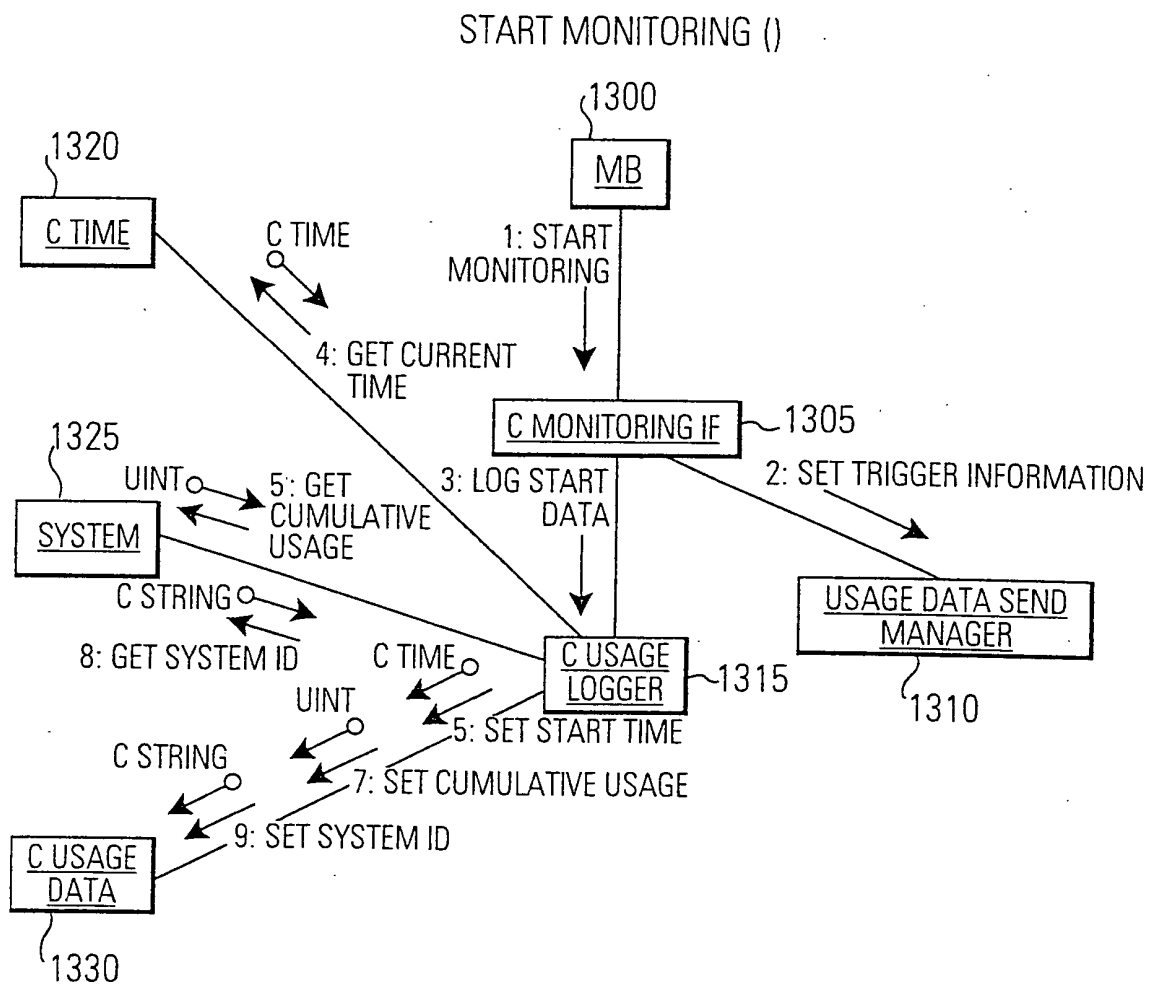 START MONITORING ()
1300
MB
1320
C TIME
C TIME
1: START
MONITORING
4: GET CURRENT
TIME
C MONITORING IF
1305
1325
UINT
5: GET
CUMULATIVE
USAGE
SYSTEM
3: LOG START
DATA
2: SET TRIGGER INFORMATION
C STRING
8: GET SYSTEM ID
USAGE DATA SEND
MANAGER
1310
C TIME
C USAGE
LOGGER
1315
UINT
5: SET START TIME
C STRING
7: SET CUMULATIVE USAGE
9: SET SYSTEM ID
C USAGE
DATA
1330